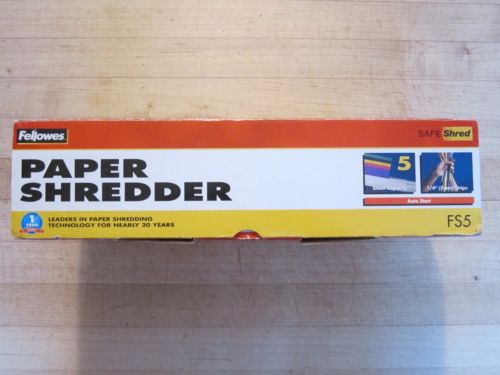 Fellowes
SAFE Shred
PAPER
SHREDDER
5
Sheet Capacity
1/4" (7mm) Strips
Auto Start
1
YEAR
LEADERS IN PAPER SHREDDING
TECHNOLOGY FOR NEARLY 20 YEARS
FS5